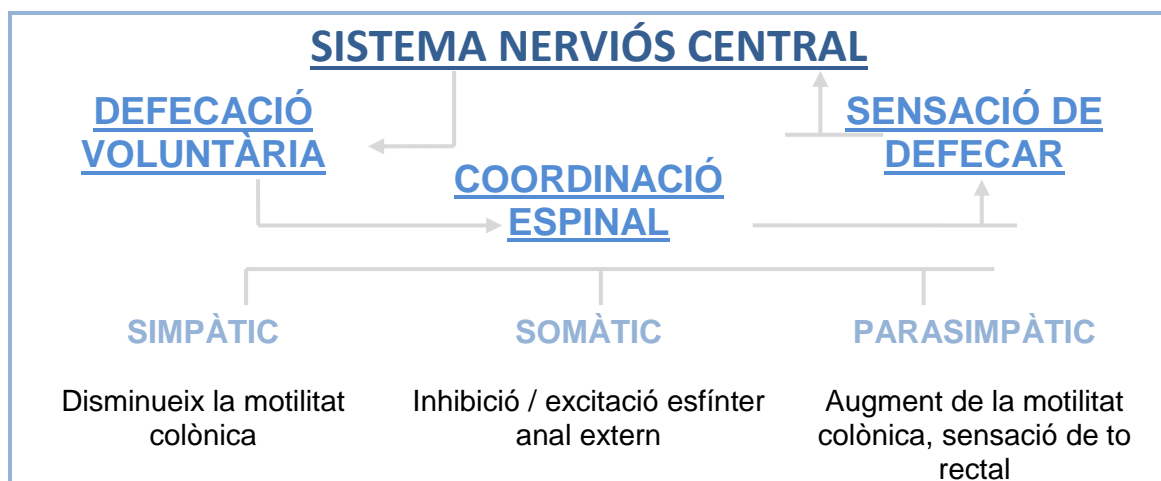 SISTEMA NERVIÓS CENTRAL
DEFECACIÓ
VOLUNTÀRIA
SENSACIÓ DE
DEFECAR
COORDINACIÓ
ESPINAL
SIMPÀTIC
SOMÀTIC
PARASIMPÀTIC
Disminueix la motilitat
colònica
Inhibició / excitació esfínter
anal extern
Augment de la motilitat
colònica, sensació de to
rectal